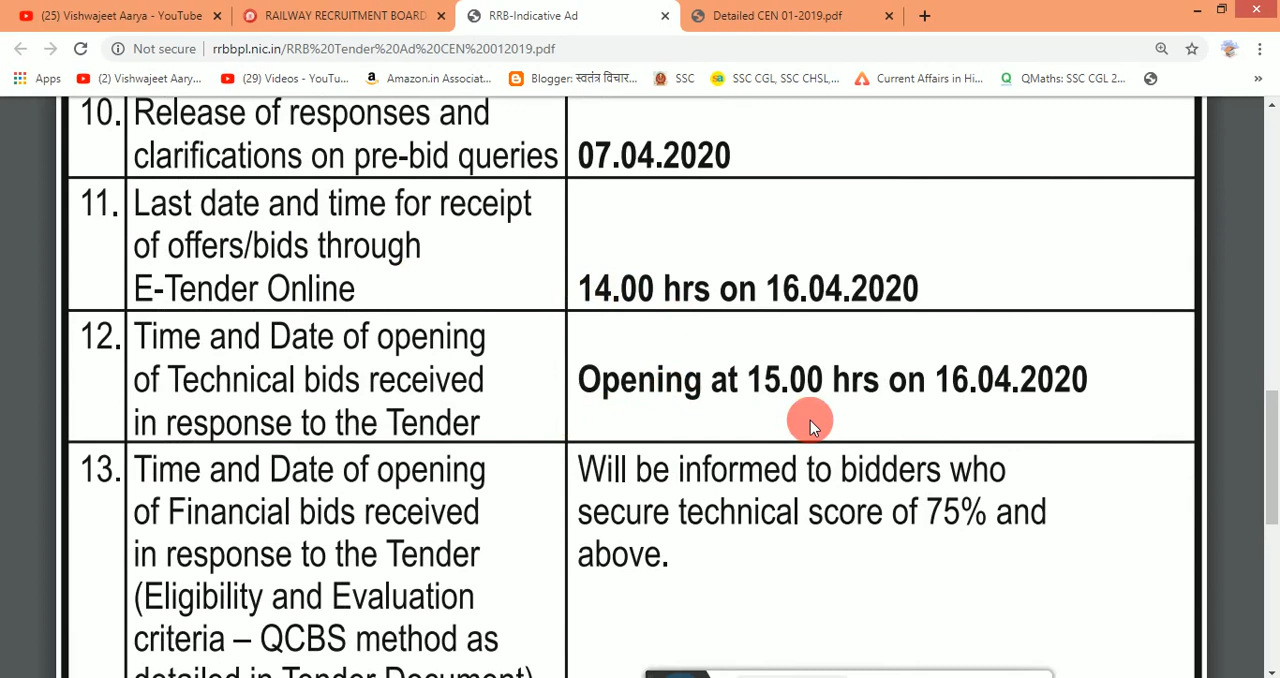 (25) Vishwajeet Aarya - YouTube
RAILWAY RECRUITMENT BOARD
RRB-Indicative Ad
Detailed CEN 01-2019.pdf
Not secure
rrbbpl.nic.in/RRB%20Tender%20Ad%20CEN%20012019.pdf
Apps
(2) Vishwajeet Aary...
(29) Videos - YouTu...
Amazon.in Associat...
Blogger: स्वतंत्र विचार...
SSC
SSC CGL, SSC CHSL,...
Current Affairs in Hi...
QMaths: SSC CGL 2...
»
10. Release of responses and
clarifications on pre-bid queries
07.04.2020
11. Last date and time for receipt
of offers/bids through
E-Tender Online
14.00 hrs on 16.04.2020
12. Time and Date of opening
of Technical bids received
in response to the Tender
Opening at 15.00 hrs on 16.04.2020
13. Time and Date of opening
of Financial bids received
in response to the Tender
(Eligibility and Evaluation
criteria – QCBS method as
detailed in Tender Document)
Will be informed to bidders who
secure technical score of 75% and
above.